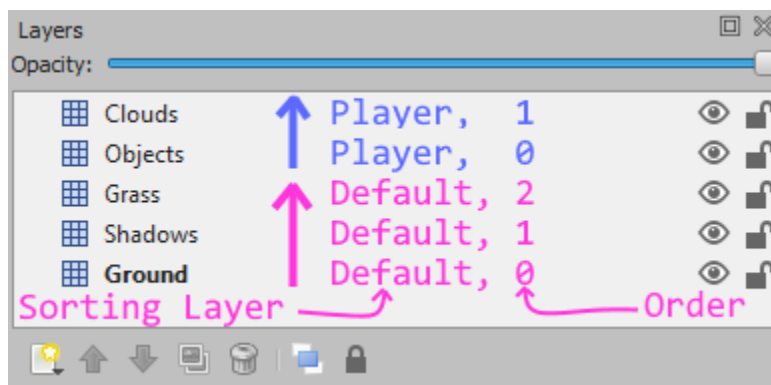 Layers
Opacity:
Clouds Player, 1
Objects Player, 0
Grass Default, 2
Shadows Default, 1
Ground Default, 0
Sorting Layer Order